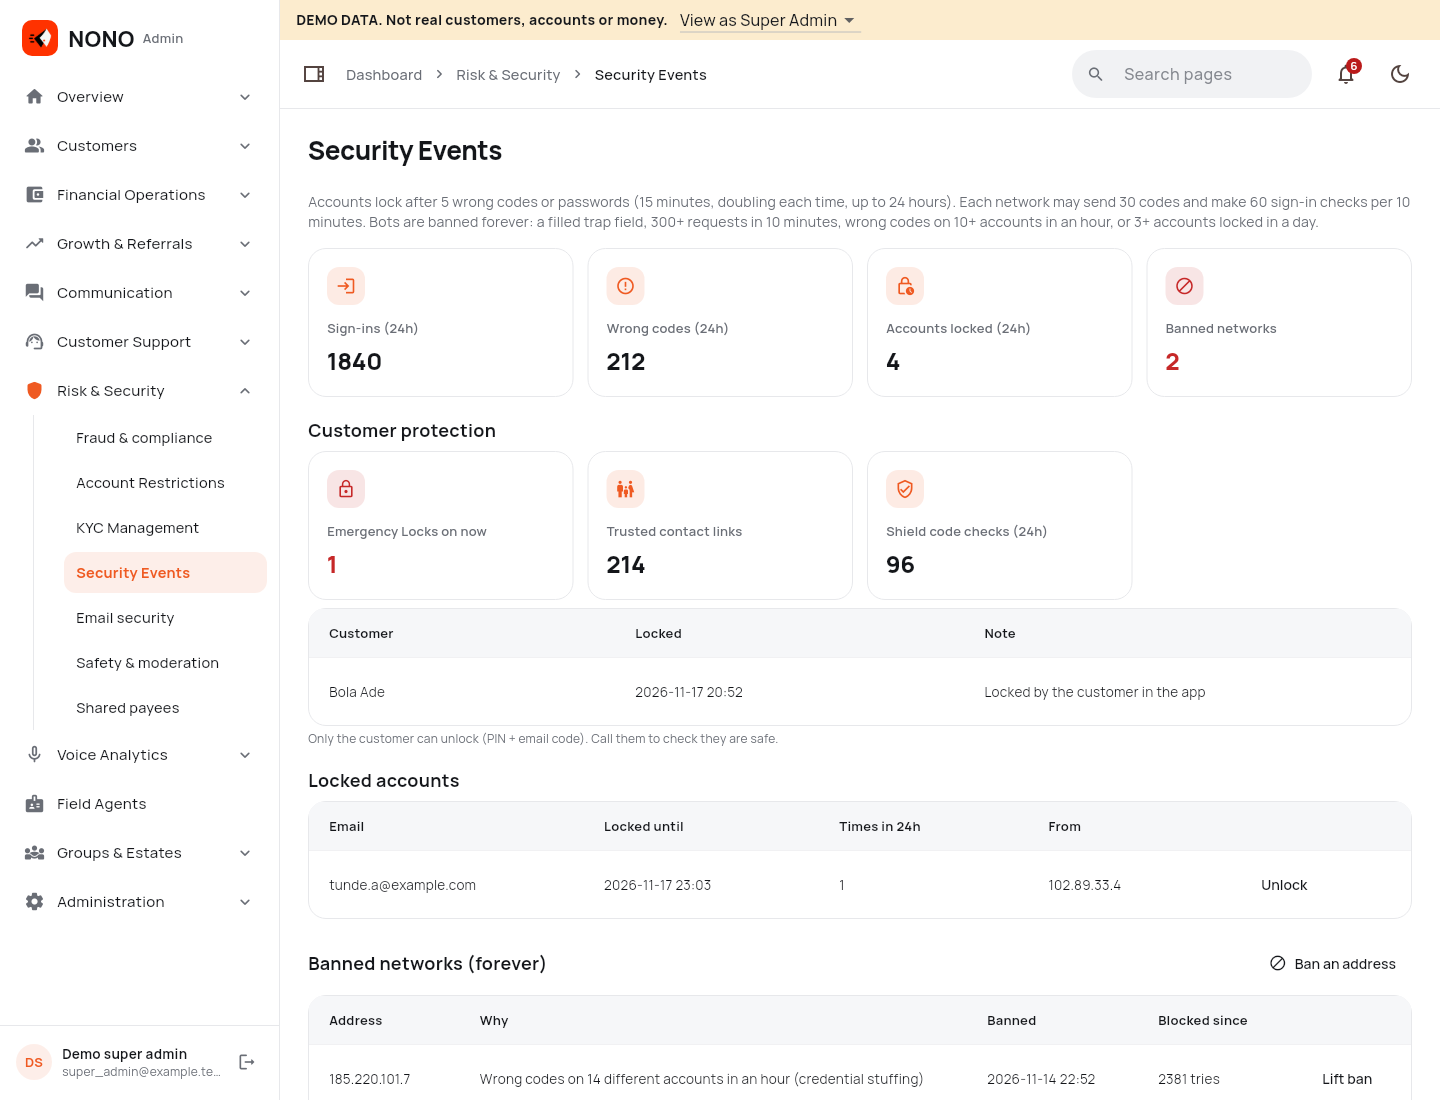 DEMO DATA. Not real customers, accounts or money.
View as Super Admin
NONO Admin
Overview
Customers
Financial Operations
Growth & Referrals
Communication
Customer Support
Risk & Security
Fraud & compliance
Account Restrictions
KYC Management
Security Events
Email security
Safety & moderation
Shared payees
Voice Analytics
Field Agents
Groups & Estates
Administration
DS
Demo super admin
super_admin@example.te...
Dashboard
Risk & Security
Security Events
Search pages
6
Security Events
Accounts lock after 5 wrong codes or passwords (15 minutes, doubling each time, up to 24 hours). Each network may send 30 codes and make 60 sign-in checks per 10
minutes. Bots are banned forever: a filled trap field, 300+ requests in 10 minutes, wrong codes on 10+ accounts in an hour, or 3+ accounts locked in a day.
Sign-ins (24h)
1840
Wrong codes (24h)
212
Accounts locked (24h)
4
Banned networks
2
Customer protection
Emergency Locks on now
1
Trusted contact links
214
Shield code checks (24h)
96
Customer Locked Note
Bola Ade 2026-11-17 20:52 Locked by the customer in the app
Only the customer can unlock (PIN + email code). Call them to check they are safe.
Locked accounts
Email Locked until Times in 24h From
tunde.a@example.com 2026-11-17 23:03 1 102.89.33.4 Unlock
Banned networks (forever)
Ban an address
Address Why Banned Blocked since
185.220.101.7 Wrong codes on 14 different accounts in an hour (credential stuffing) 2026-11-14 22:52 2381 tries Lift ban